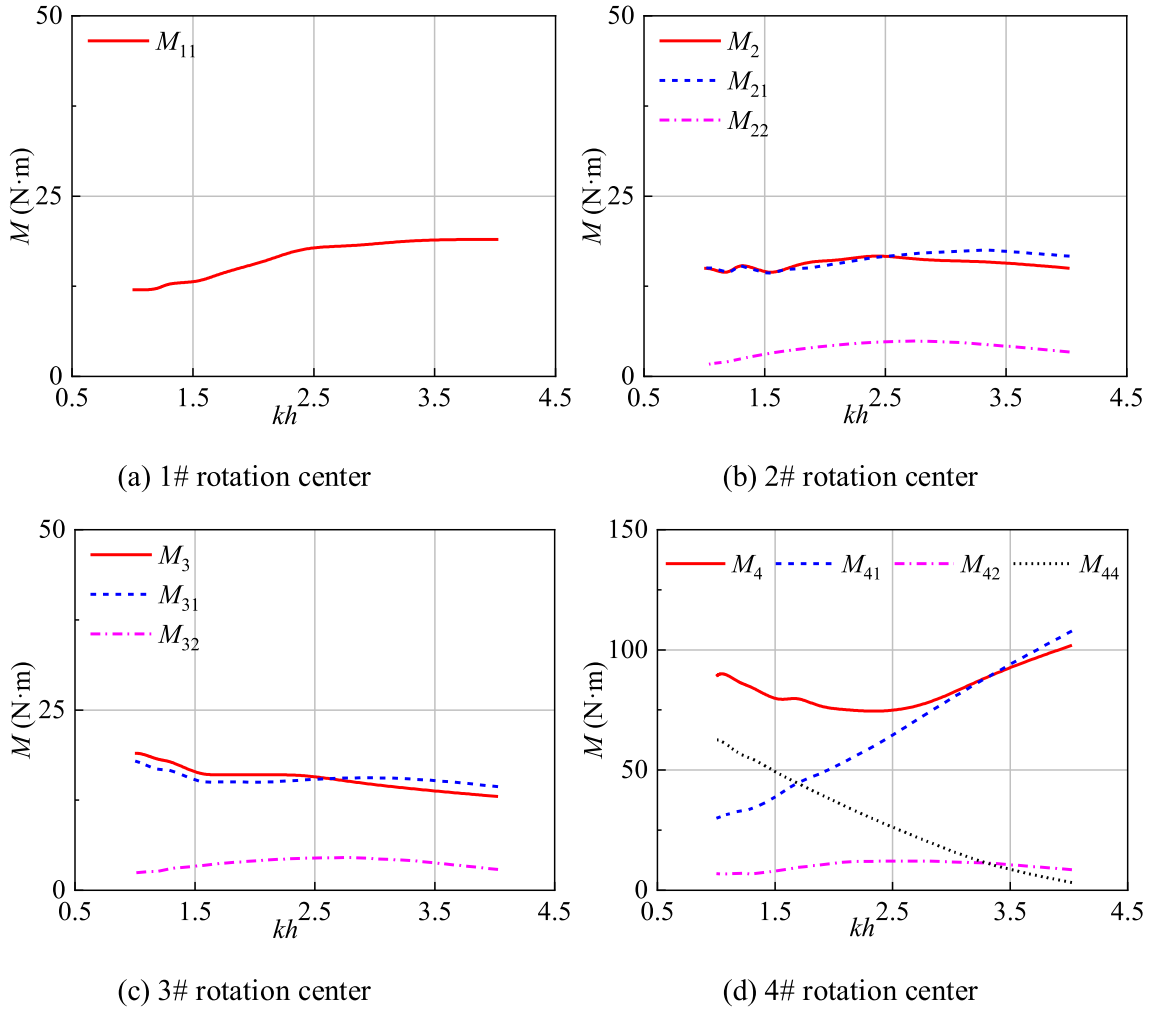 50
25
0
M (N·m)
M11
0.5 1.5 2.5 3.5 4.5
kh
(a) 1# rotation center
50
25
0
M (N·m)
M2
M21
M22
0.5 1.5 2.5 3.5 4.5
kh
(b) 2# rotation center
50
25
0
M (N·m)
M3
M31
M32
0.5 1.5 2.5 3.5 4.5
kh
(c) 3# rotation center
150
100
50
0
M (N·m)
M4 M41 M42 M44
0.5 1.5 2.5 3.5 4.5
kh
(d) 4# rotation center